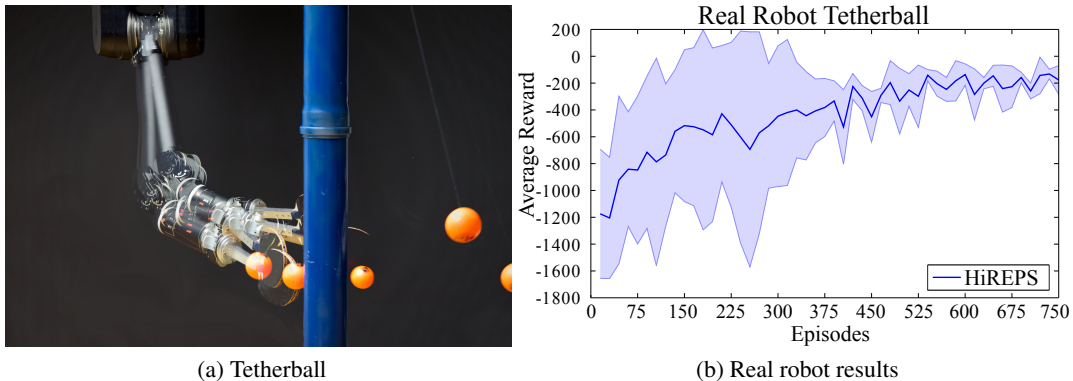 Real Robot Tetherball
200
0
-200
-400
-600
-800
-1000
-1200
-1400
-1600
-1800
Average Reward
HiREPS
0 75 150 225 300 375 450 525 600 675 750
Episodes
(a) Tetherball
(b) Real robot results